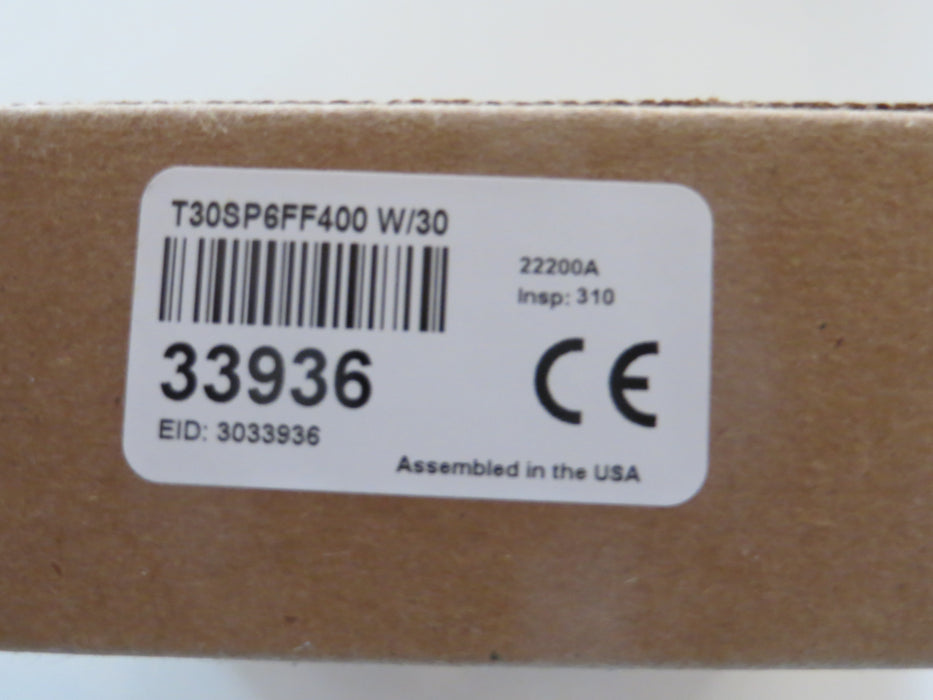 T30SP6FF400 W/30
22200A
Insp: 310
33936
CE
EID: 3033936
Assembled in the USA